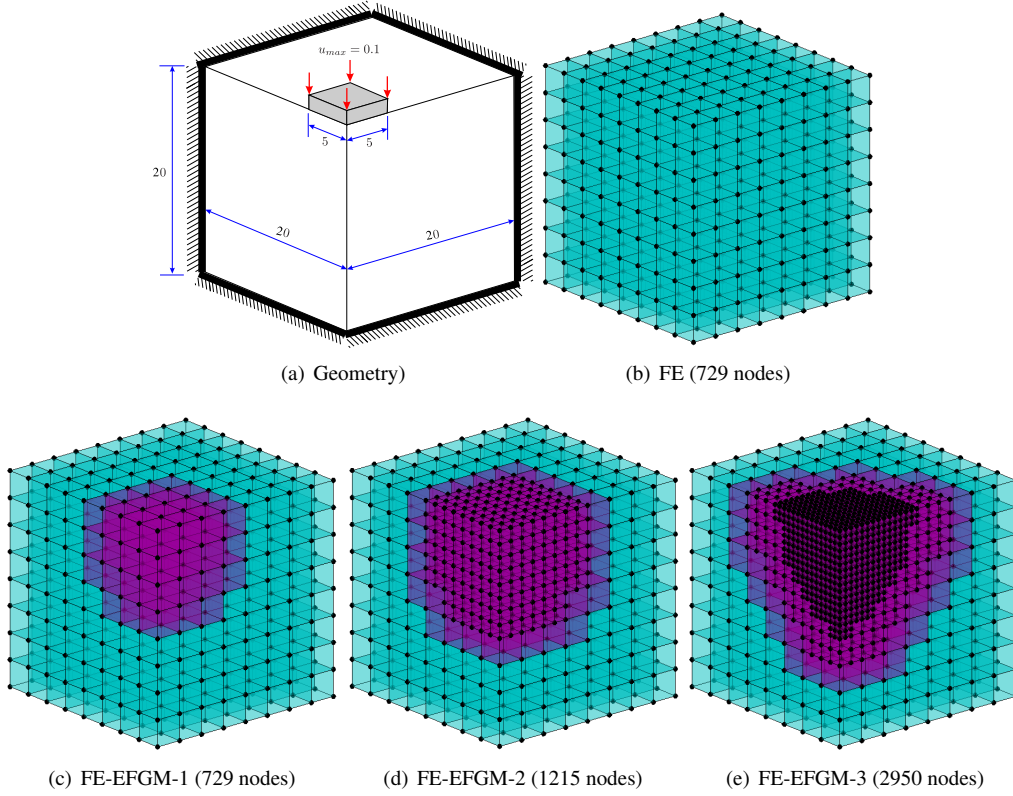 u_max = 0.1
5
5
20
20
20
(a) Geometry)
(b) FE (729 nodes)
(c) FE-EFGM-1 (729 nodes)
(d) FE-EFGM-2 (1215 nodes)
(e) FE-EFGM-3 (2950 nodes)